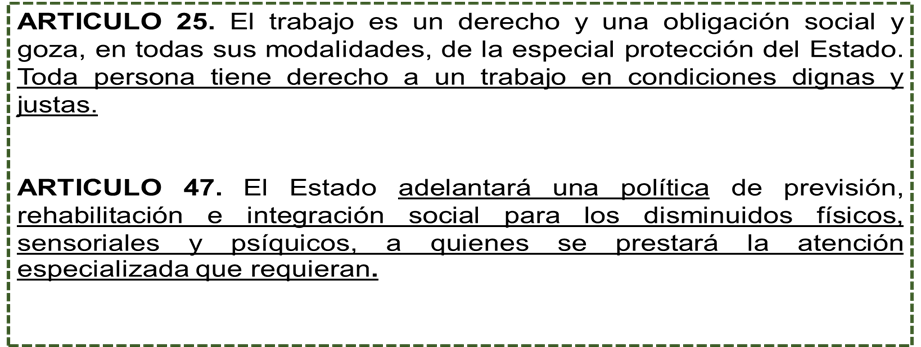 ARTICULO 25. El trabajo es un derecho y una obligación social y
goza, en todas sus modalidades, de la especial protección del Estado.
Toda persona tiene derecho a un trabajo en condiciones dignas y
justas.
ARTICULO 47. El Estado adelantará una política de previsión,
rehabilitación e integración social para los disminuidos físicos,
sensoriales y psíquicos, a quienes se prestará la atención
especializada que requieran.